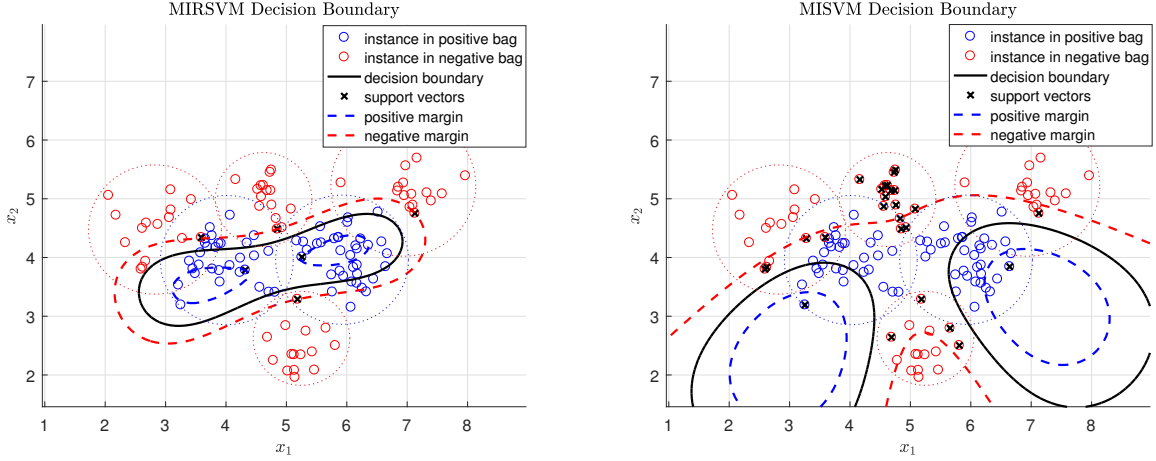 MIRSVM Decision Boundary
instance in positive bag
instance in negative bag
decision boundary
support vectors
positive margin
negative margin
7
6
5
4
3
2
x2
1 2 3 4 5 6 7 8
x1
MISVM Decision Boundary
instance in positive bag
instance in negative bag
decision boundary
support vectors
positive margin
negative margin
7
6
5
4
3
2
x2
1 2 3 4 5 6 7 8
x1